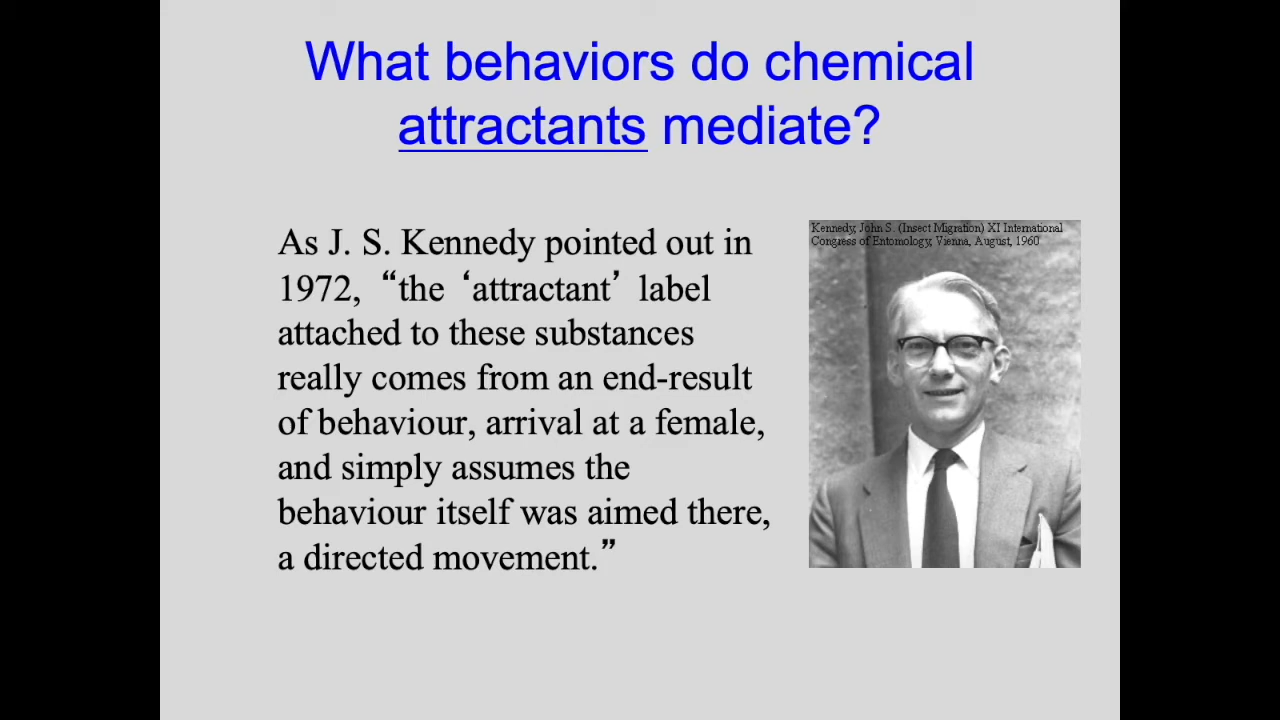 What behaviors do chemical
attractants mediate?
As J. S. Kennedy pointed out in
1972, “the ‘attractant’ label
attached to these substances
really comes from an end-result
of behaviour, arrival at a female,
and simply assumes the
behaviour itself was aimed there,
a directed movement.”
Kennedy, John S. (Insect Migration) XI International
Congress of Entomology, Vienna, August, 1960